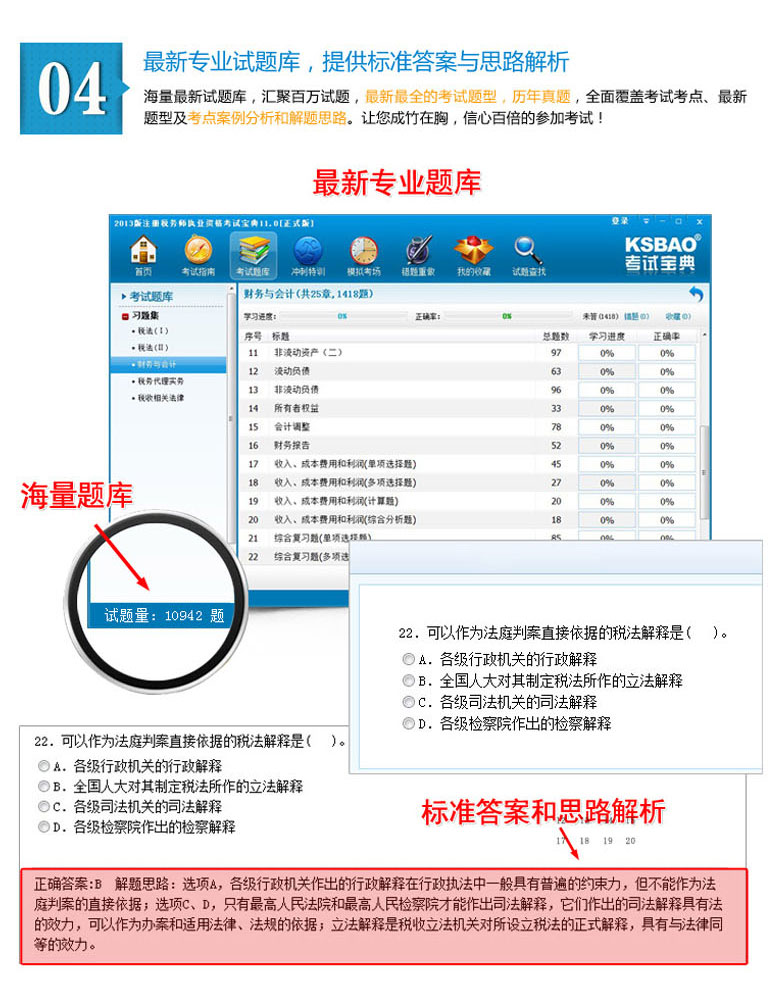 04
最新专业试题库，提供标准答案与思路解析
海量最新试题库，汇聚百万试题，最新最全的考试题型，历年真题，全面覆盖考试考点、最新
题型及考点案例分析和解题思路。让您成竹在胸，信心百倍的参加考试！
最新专业题库
2013版注册税务师执业资格考试宝典11.0[正式版]
登录
首页 考试指南 考试题库 冲刺特训 模拟考场 错题重做 我的收藏 试题查找
KSBAO®
考试宝典
考试题库
习题集
税法(I)
税法(II)
财务与会计
税务代理实务
税收相关法律
财务与会计(共25章,1418题)
学习进度： 0% 正确率： 0% 未答(1418) 错题(0) 收藏(0)
序号 标题 总题数 学习进度 正确率
11 非流动资产（二） 97 0% 0%
12 流动负债 63 0% 0%
13 非流动负债 96 0% 0%
14 所有者权益 33 0% 0%
15 会计调整 78 0% 0%
16 财务报告 52 0% 0%
17 收入、成本费用和利润(单项选择题) 45 0% 0%
18 收入、成本费用和利润(多项选择题) 27 0% 0%
19 收入、成本费用和利润(计算题) 20 0% 0%
20 收入、成本费用和利润(综合分析题) 18 0% 0%
21 综合复习题(单项选择题) 85 0% 0%
22 综合复习题(多项选
海量题库
试题量：10942 题
22．可以作为法庭判案直接依据的税法解释是( )。
A．各级行政机关的行政解释
B．全国人大对其制定税法所作的立法解释
C．各级司法机关的司法解释
D．各级检察院作出的检察解释
22．可以作为法庭判案直接依据的税法解释是( )。
A．各级行政机关的行政解释
B．全国人大对其制定税法所作的立法解释
C．各级司法机关的司法解释
D．各级检察院作出的检察解释
标准答案和思路解析
17 18 19 20
正确答案:B 解题思路：选项A，各级行政机关作出的行政解释在行政执法中一般具有普遍的约束力，但不能作为法
庭判案的直接依据；选项C、D，只有最高人民法院和最高人民检察院才能作出司法解释，它们作出的司法解释具有法
的效力，可以作为办案和适用法律、法规的依据；立法解释是税收立法机关对所设立税法的正式解释，具有与法律同
等的效力。